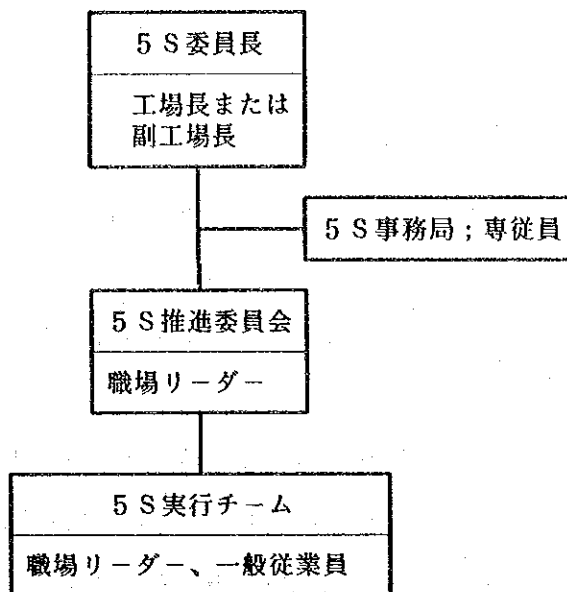 5S委員長
工場長または
副工場長
5S事務局；専従員
5S推進委員会
職場リーダー
5S実行チーム
職場リーダー、一般従業員